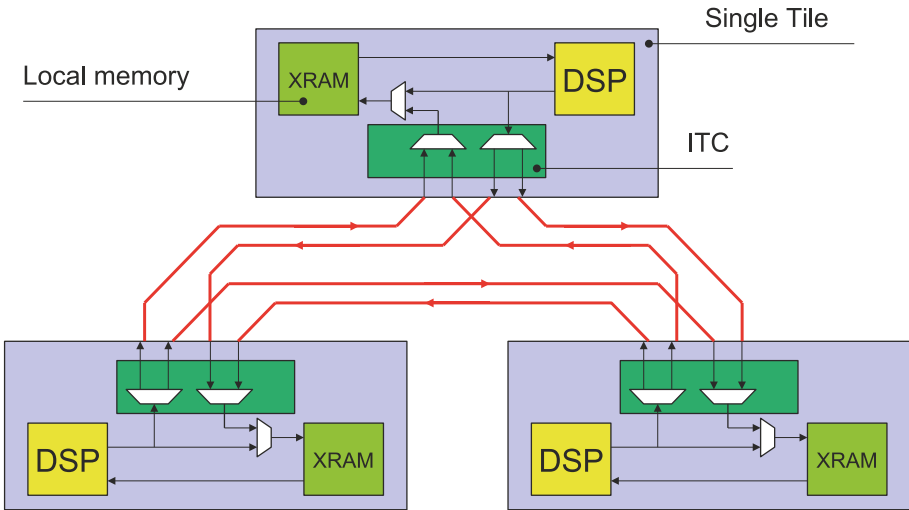 Single Tile
Local memory
XRAM
DSP
ITC
DSP
XRAM
DSP
XRAM